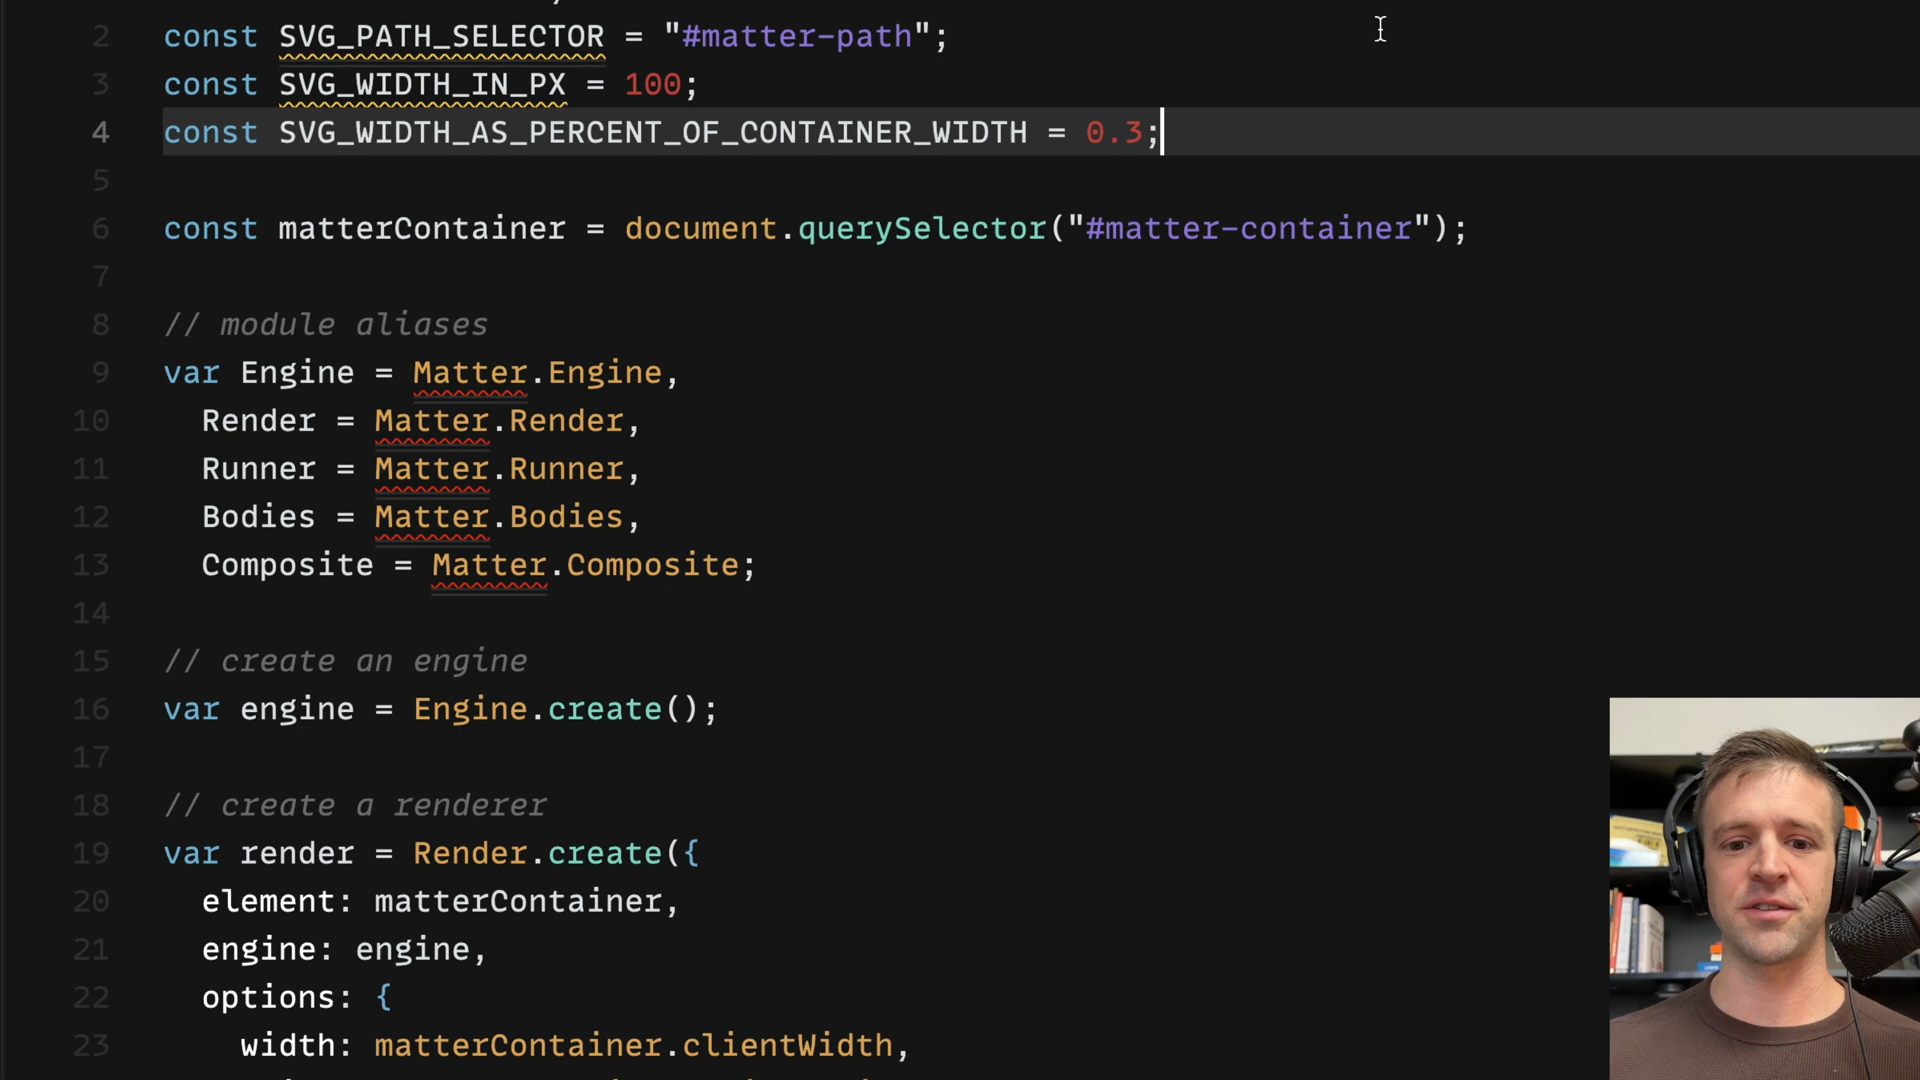 2 const SVG_PATH_SELECTOR = "#matter-path";
3 const SVG_WIDTH_IN_PX = 100;
4 const SVG_WIDTH_AS_PERCENT_OF_CONTAINER_WIDTH = 0.3;
5
6 const matterContainer = document.querySelector("#matter-container");
7
8 // module aliases
9 var Engine = Matter.Engine,
10 Render = Matter.Render,
11 Runner = Matter.Runner,
12 Bodies = Matter.Bodies,
13 Composite = Matter.Composite;
14
15 // create an engine
16 var engine = Engine.create();
17
18 // create a renderer
19 var render = Render.create({
20 element: matterContainer,
21 engine: engine,
22 options: {
23 width: matterContainer.clientWidth,